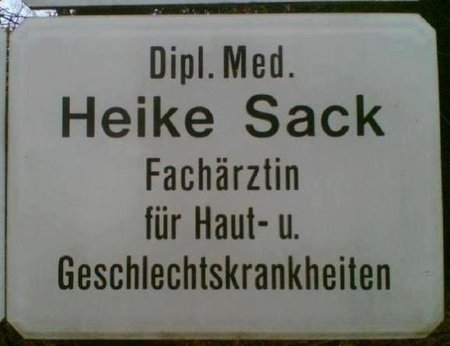 Dipl. Med.
Heike Sack
Fachärztin
für Haut- u.
Geschlechtskrankheiten